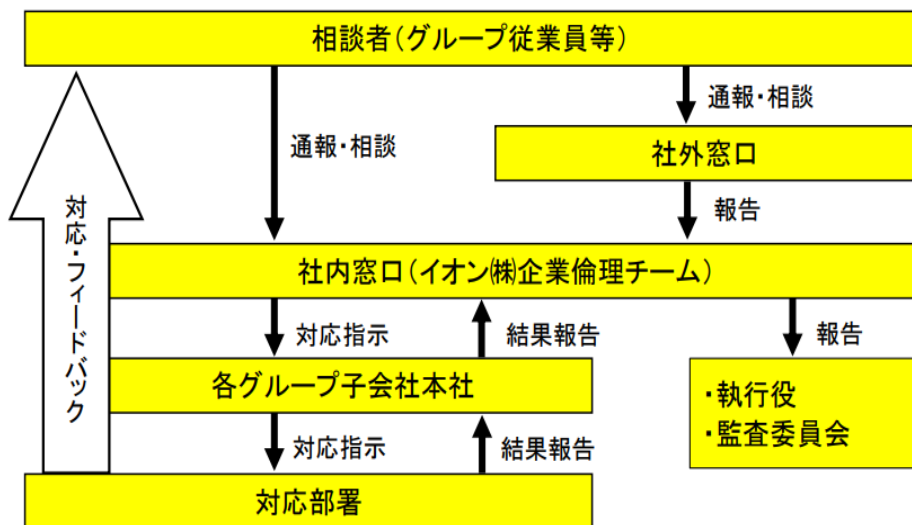 相談者(グループ従業員等)
通報・相談
通報・相談
社外窓口
報告
社内窓口(イオン㈱企業倫理チーム)
対応指示
結果報告
報告
各グループ子会社本社
・執行役
・監査委員会
対応指示
結果報告
対応部署
対応・フィードバック